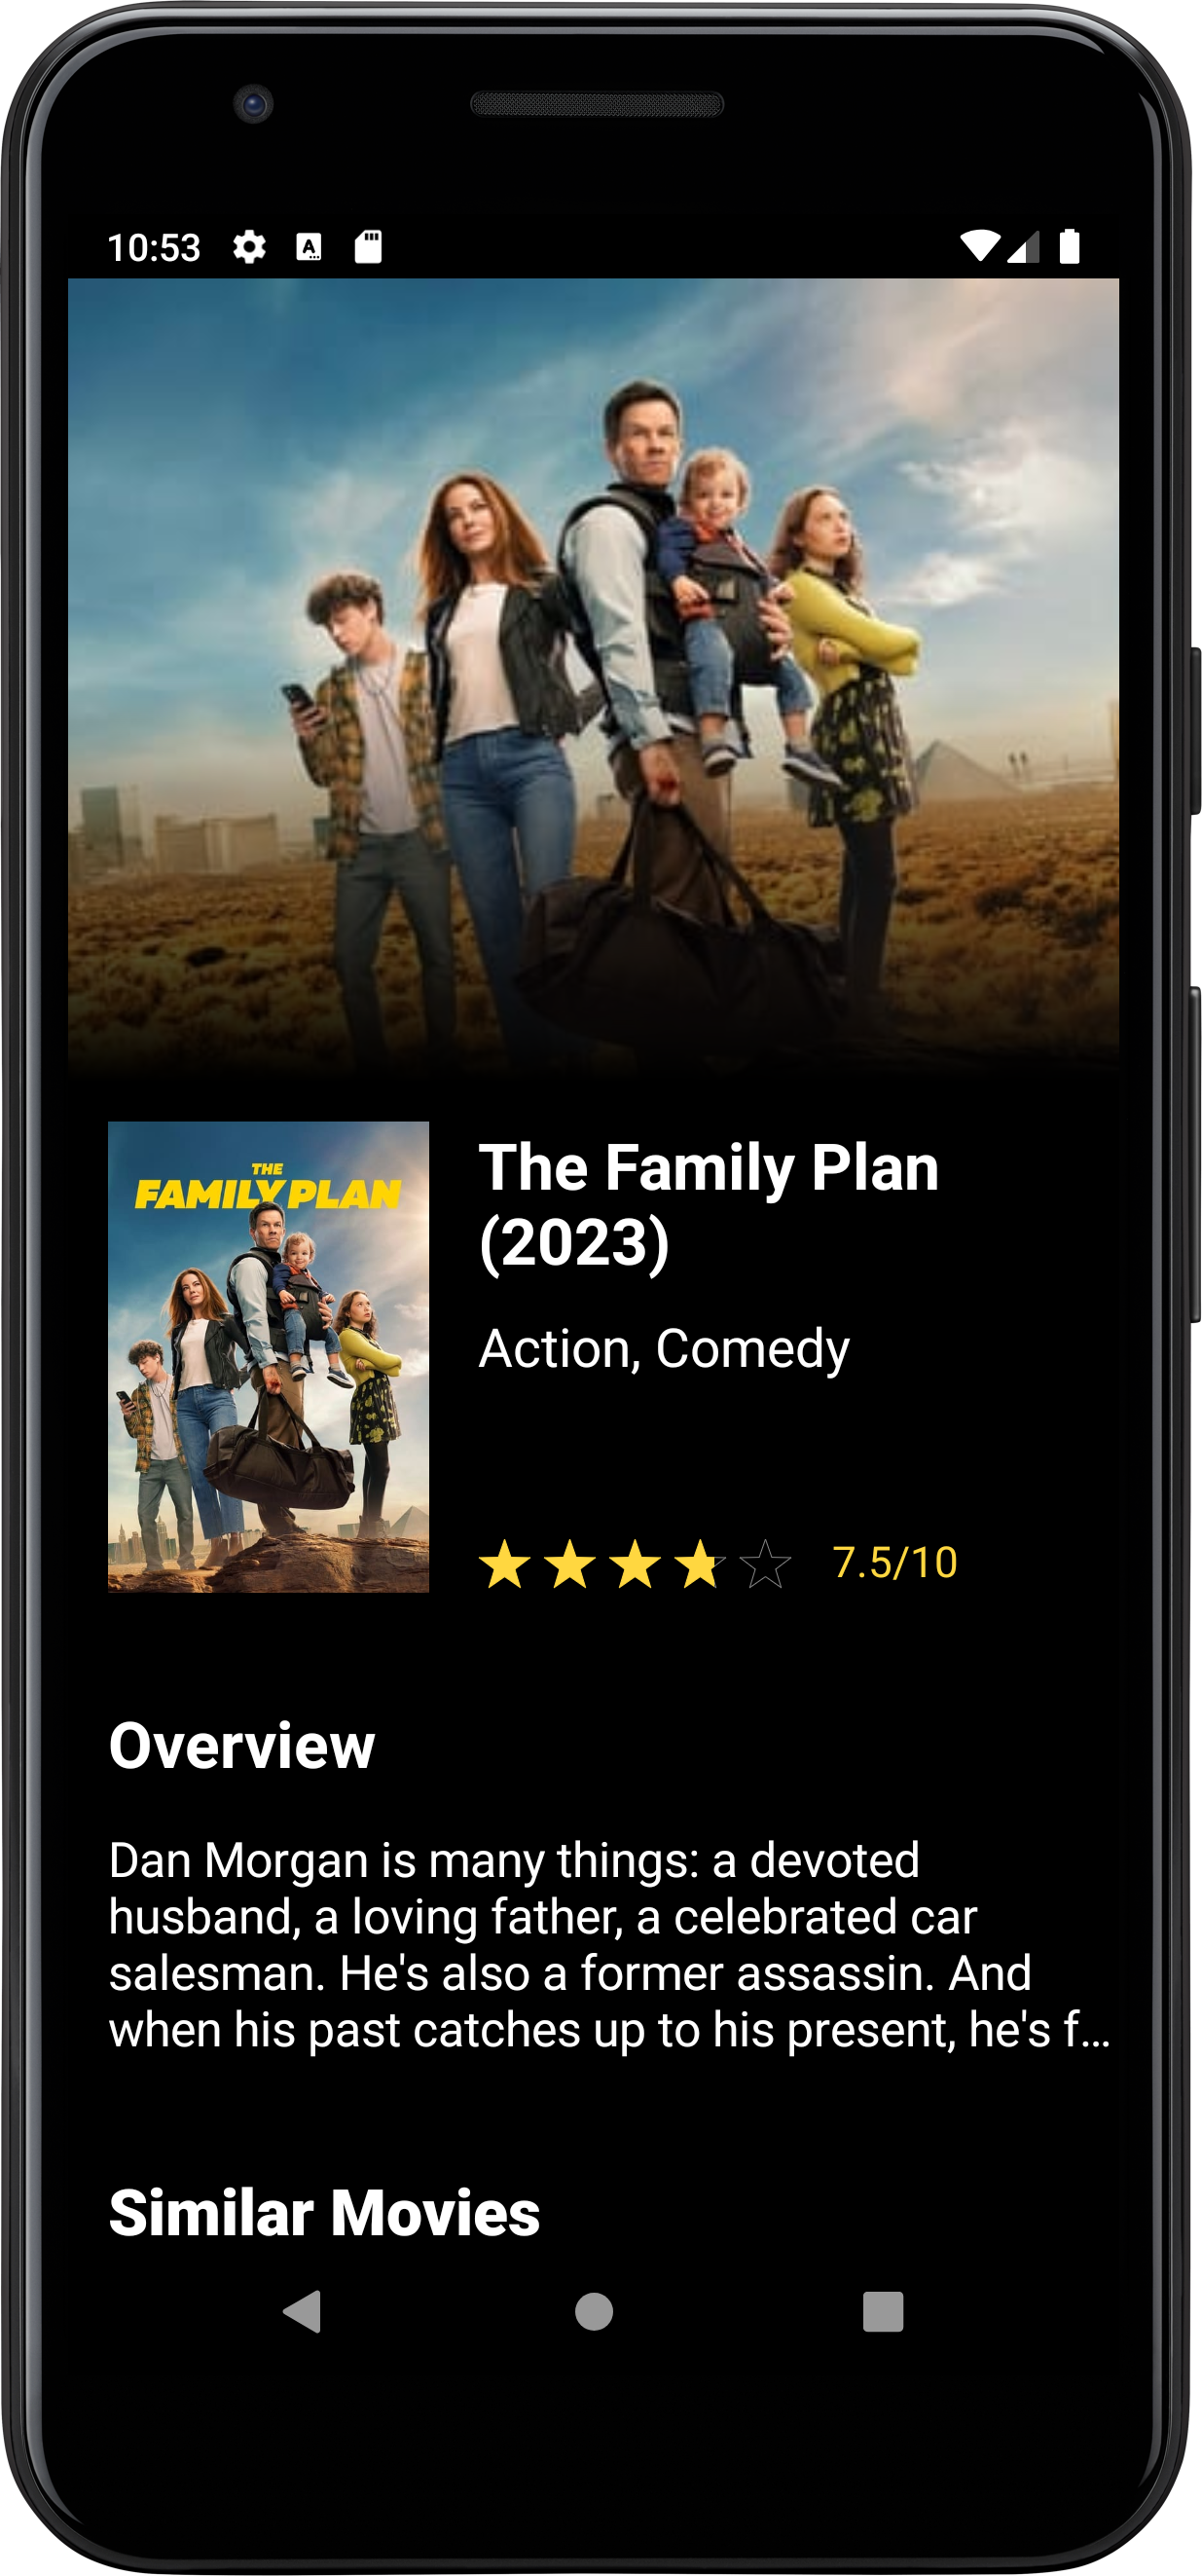 10:53
THE
FAMILY PLAN
The Family Plan
(2023)
Action, Comedy
7.5/10
Overview
Dan Morgan is many things: a devoted
husband, a loving father, a celebrated car
salesman. He's also a former assassin. And
when his past catches up to his present, he's f...
Similar Movies